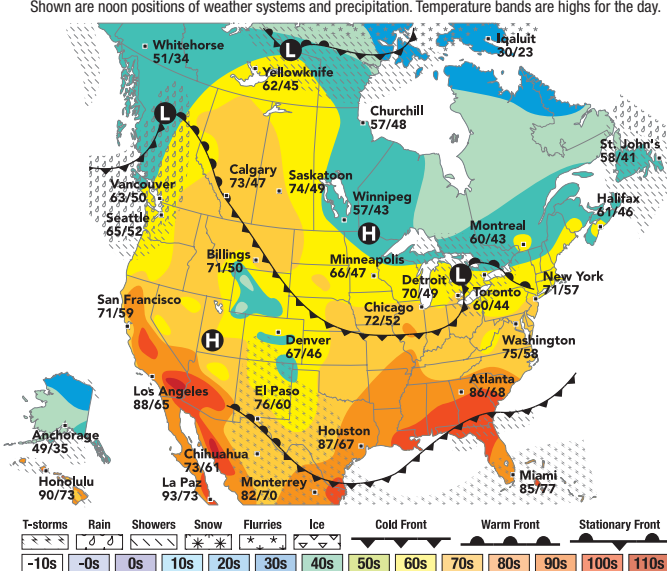 Shown are noon positions of weather systems and precipitation. Temperature bands are highs for the day.
Whitehorse
51/34
L
Iqaluit
30/23
Yellowknife
62/45
L
Churchill
57/48
St. John's
58/41
Calgary
73/47
Saskatoon
74/49
Vancouver
63/50
Winnipeg
57/43
Halifax
61/46
Seattle
65/52
H
Montreal
60/43
Billings
71/50
Minneapolis
66/47
L
Detroit
70/49
Toronto
60/44
New York
71/57
San Francisco
71/59
Chicago
72/52
H
Denver
67/46
Washington
75/58
Los Angeles
88/65
El Paso
76/60
Atlanta
86/68
Anchorage
49/35
Houston
87/67
Chihuahua
73/61
Honolulu
90/73
La Paz
93/73
Monterrey
82/70
Miami
85/77
T-storms Rain Showers Snow Flurries Ice Cold Front Warm Front Stationary Front
-10s -0s 0s 10s 20s 30s 40s 50s 60s 70s 80s 90s 100s 110s